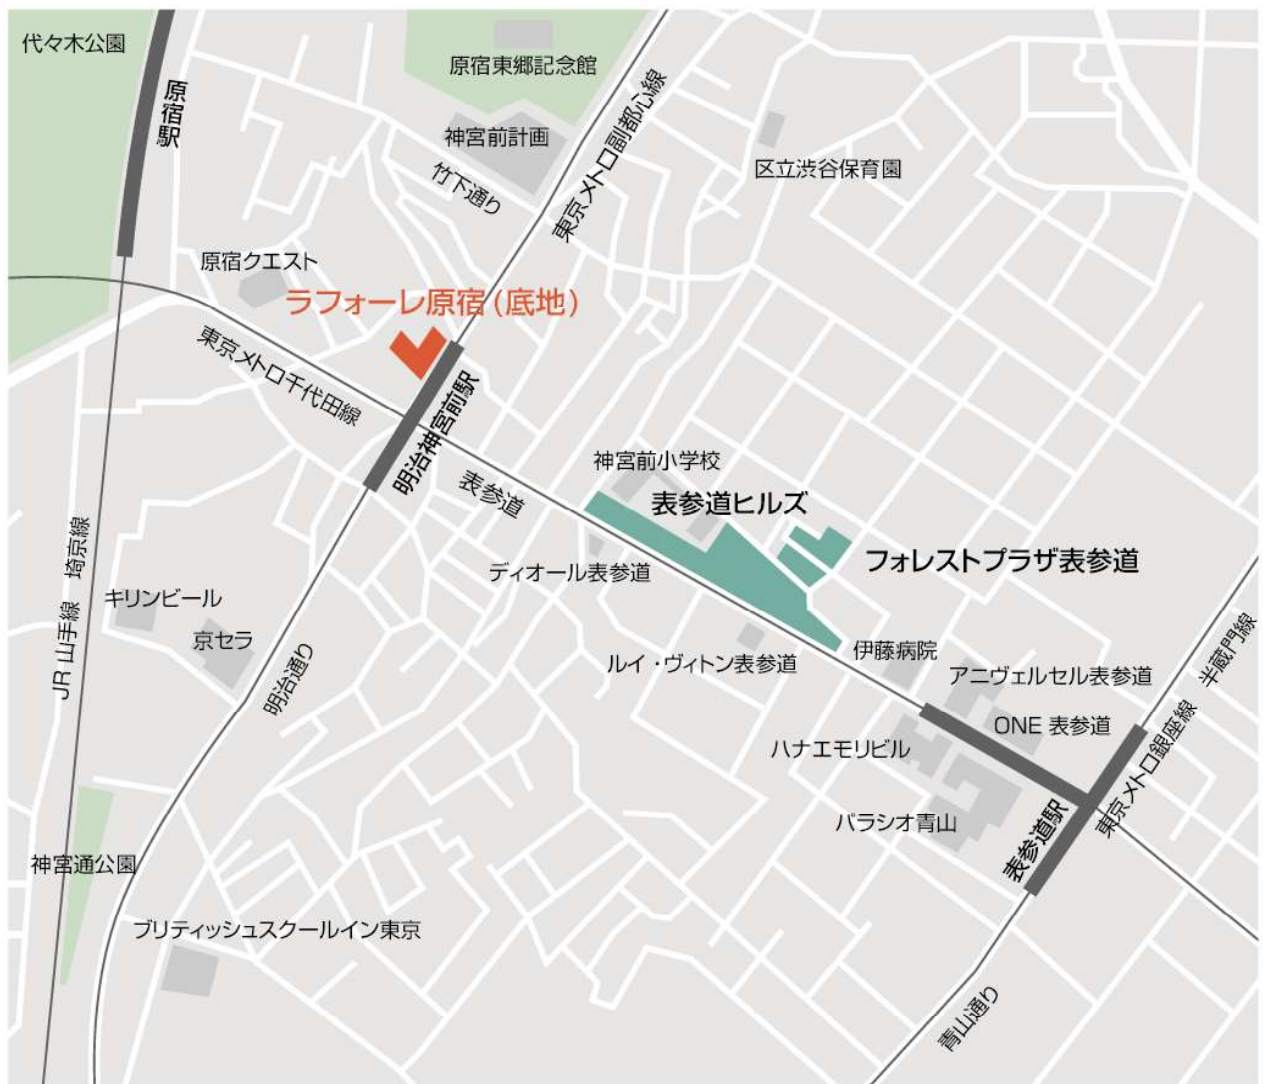 代々木公園
原宿駅
原宿東郷記念館
神宮前計画
竹下通り
東京メトロ副都心線
区立渋谷保育園
原宿クエスト
ラフォーレ原宿(底地)
東京メトロ千代田線
明治神宮前駅
表参道
神宮前小学校
表参道ヒルズ
フォレストプラザ表参道
ディオール表参道
JR 山手線 埼京線
キリンビール
京セラ
明治通り
ルイ・ヴィトン表参道
伊藤病院
アニヴェルセル表参道
半蔵門線
ONE 表参道
ハナエモリビル
東京メトロ銀座線
パラシオ青山
表参道駅
神宮通公園
ブリティッシュスクールイン東京
青山通り